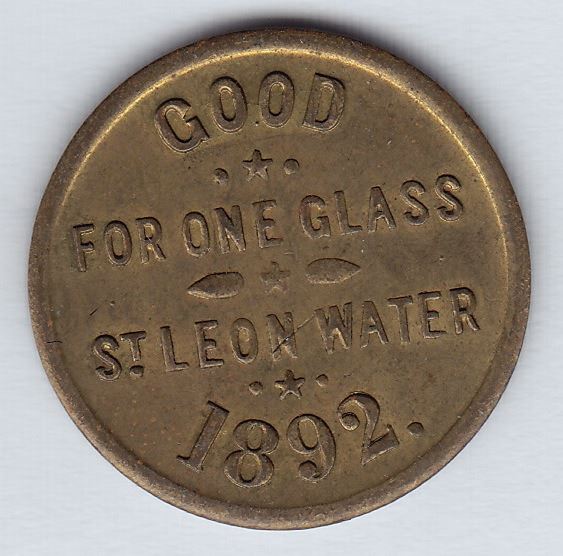 GOOD
FOR ONE GLASS
ST. LEON WATER
1892.